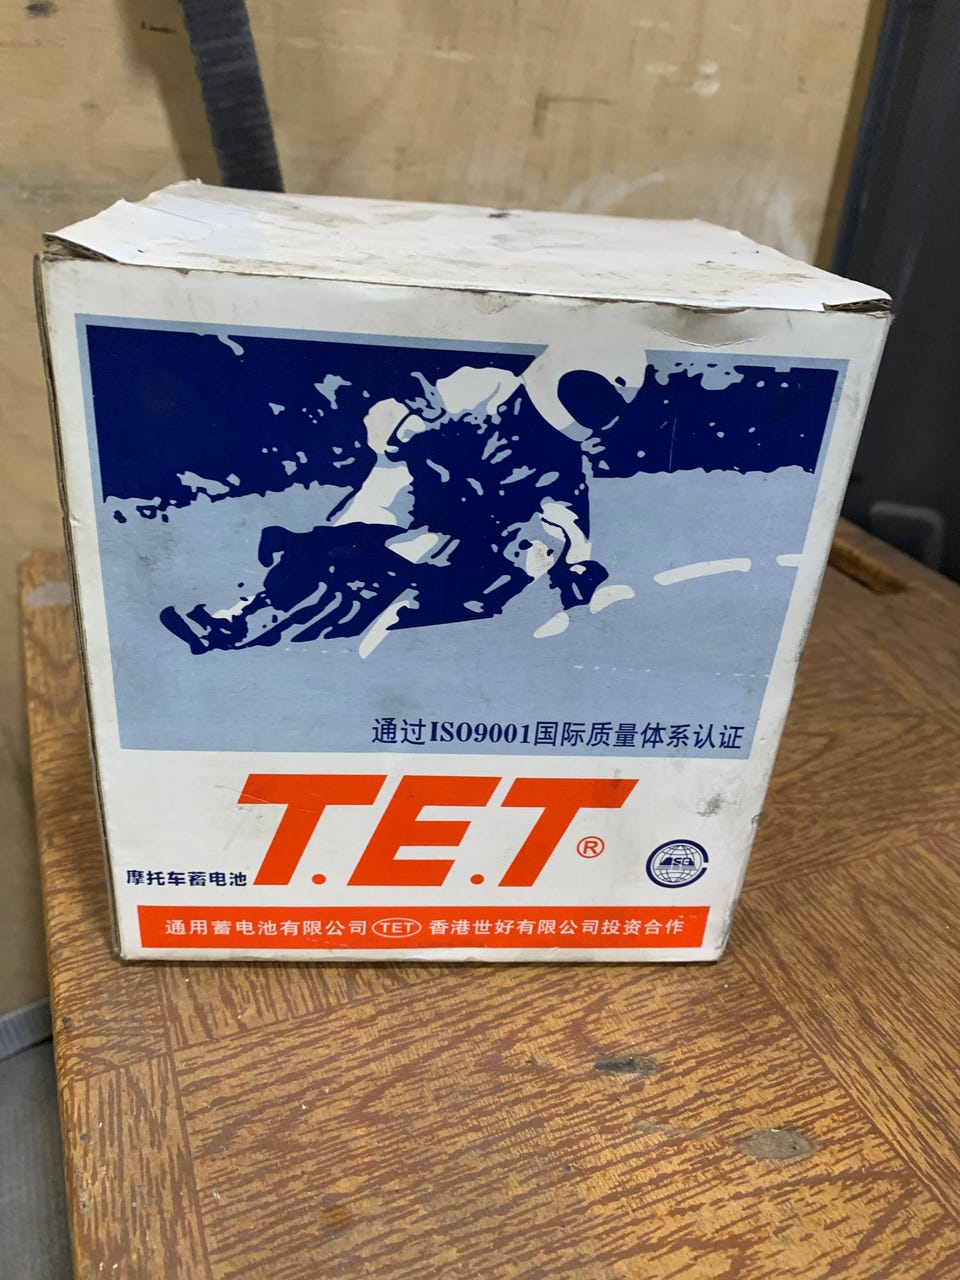 通过ISO9001国际质量体系认证
T.E.T®
摩托车蓄电池
通用蓄电池有限公司 TET 香港世好有限公司投资合作